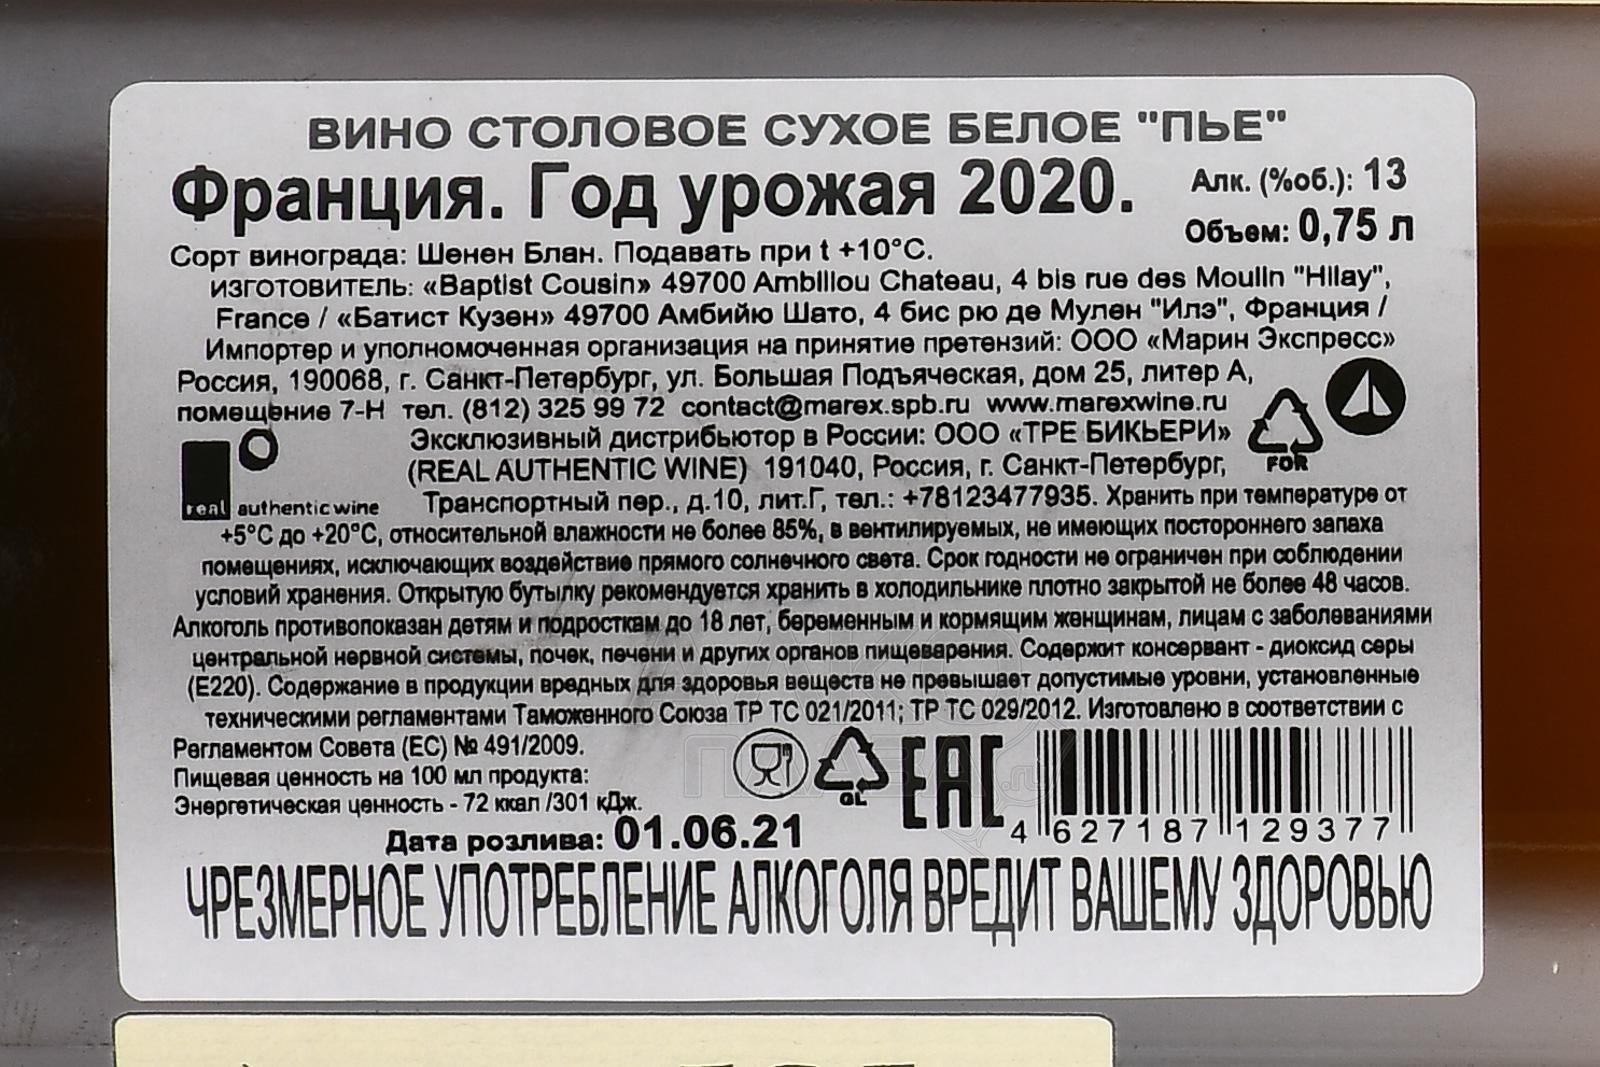 ВИНО СТОЛОВОЕ СУХОЕ БЕЛОЕ "ПЬЕ"
Франция. Год урожая 2020.
Алк. (%об.): 13
Объем: 0,75 л
Сорт винограда: Шенен Блан. Подавать при t +10°C.
ИЗГОТОВИТЕЛЬ: «Baptist Cousin» 49700 Ambillou Chateau, 4 bis rue des Moulin "Hilay",
France / «Батист Кузен» 49700 Амбийю Шато, 4 бис рю де Мулен "Илэ", Франция /
Импортер и уполномоченная организация на принятие претензий: ООО «Марин Экспресс»
Россия, 190068, г. Санкт-Петербург, ул. Большая Подъяческая, дом 25, литер А,
помещение 7-Н тел. (812) 325 99 72 contact@marex.spb.ru www.marexwine.ru
Эксклюзивный дистрибьютор в России: ООО «ТРЕ БИКЬЕРИ»
FOR
(REAL AUTHENTIC WINE) 191040, Россия, г. Санкт-Петербург,
real authentic wine
Транспортный пер., д.10, лит.Г, тел.: +78123477935. Хранить при температуре от
+5°C до +20°C, относительной влажности не более 85%, в вентилируемых, не имеющих постороннего запаха
помещениях, исключающих воздействие прямого солнечного света. Срок годности не ограничен при соблюдении
условий хранения. Открытую бутылку рекомендуется хранить в холодильнике плотно закрытой не более 48 часов.
Алкоголь противопоказан детям и подросткам до 18 лет, беременным и кормящим женщинам, лицам с заболеваниями
центральной нервной системы, почек, печени и других органов пищеварения. Содержит консервант - диоксид серы
(Е220). Содержание в продукции вредных для здоровья веществ не превышает допустимые уровни, установленные
техническими регламентами Таможенного Союза ТР ТС 021/2011; ТР ТС 029/2012. Изготовлено в соответствии с
Регламентом Совета (ЕС) № 491/2009.
Пищевая ценность на 100 мл продукта:
Энергетическая ценность - 72 ккал /301 кДж.
GL
EAC
4 627187 129377
Дата розлива: 01.06.21
ЧРЕЗМЕРНОЕ УПОТРЕБЛЕНИЕ АЛКОГОЛЯ ВРЕДИТ ВАШЕМУ ЗДОРОВЬЮ